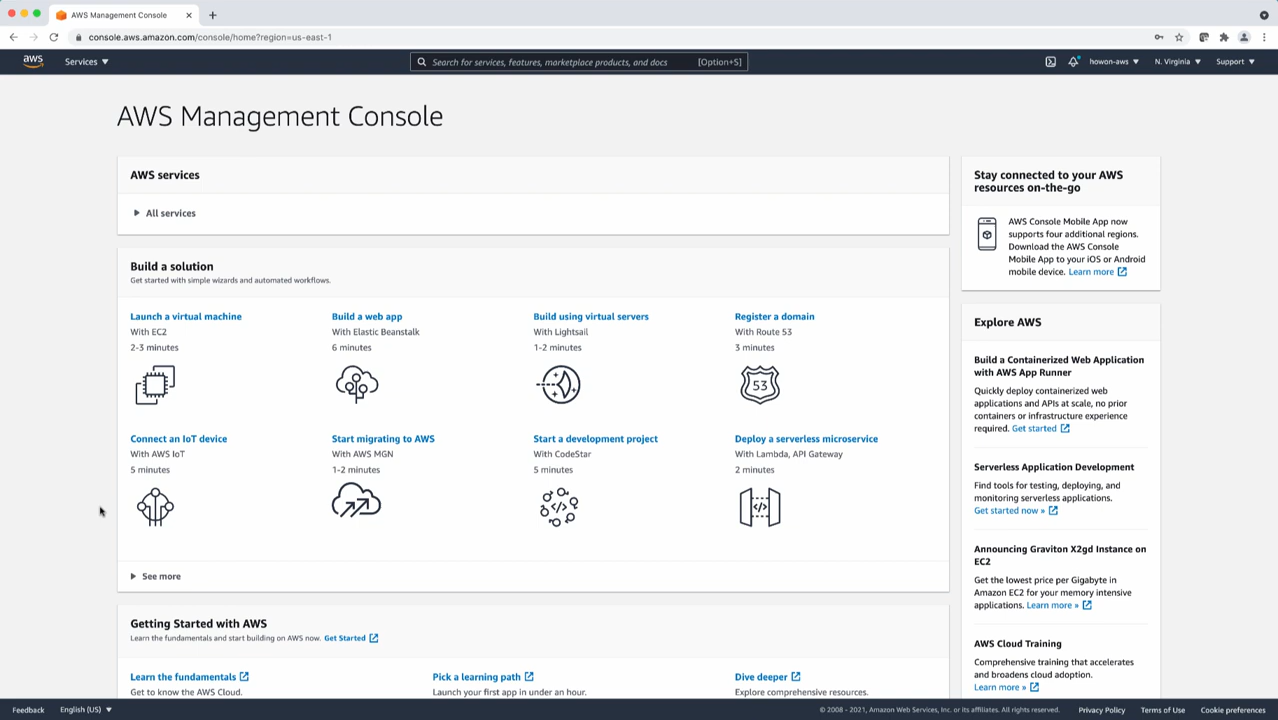 AWS Management Console
console.aws.amazon.com/console/home?region=us-east-1
aws
Services
Search for services, features, marketplace products, and docs
[Option+S]
howon-aws
N. Virginia
Support
AWS Management Console
AWS services
All services
Build a solution
Get started with simple wizards and automated workflows.
Launch a virtual machine
With EC2
2-3 minutes
Build a web app
With Elastic Beanstalk
6 minutes
Build using virtual servers
With Lightsail
1-2 minutes
Register a domain
With Route 53
3 minutes
53
Connect an IoT device
With AWS IoT
5 minutes
Start migrating to AWS
With AWS MGN
1-2 minutes
Start a development project
With CodeStar
5 minutes
Deploy a serverless microservice
With Lambda, API Gateway
2 minutes
See more
Getting Started with AWS
Learn the fundamentals and start building on AWS now. Get Started
Learn the fundamentals
Get to know the AWS Cloud.
Pick a learning path
Launch your first app in under an hour.
Dive deeper
Explore comprehensive resources.
Stay connected to your AWS
resources on-the-go
AWS Console Mobile App now
supports four additional regions.
Download the AWS Console
Mobile App to your iOS or Android
mobile device. Learn more
Explore AWS
Build a Containerized Web Application
with AWS App Runner
Quickly deploy containerized web
applications and APIs at scale, no prior
containers or infrastructure experience
required. Get started
Serverless Application Development
Find tools for testing, deploying, and
monitoring serverless applications.
Get started now »
Announcing Graviton X2gd Instance on
EC2
Get the lowest price per Gigabyte in
Amazon EC2 for your memory intensive
applications. Learn more »
AWS Cloud Training
Comprehensive training that accelerates
and broadens cloud adoption.
Learn more »
Feedback
English (US)
© 2008 - 2021, Amazon Web Services, Inc. or its affiliates. All rights reserved.
Privacy Policy
Terms of Use
Cookie preferences